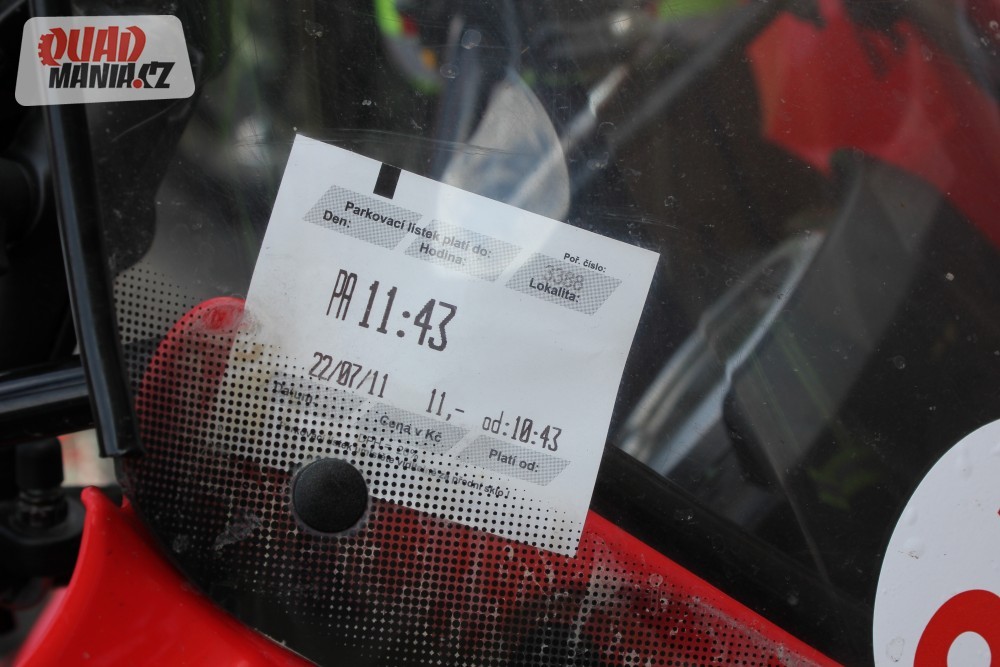 QUAD
MANIA.CZ
Parkovací lístek platí do:
Den:
Hodina:
Poř. číslo:
3388
Lokalita:
PA 11:43
22/07/11 11,- od:10:43
Datum:
Cena v Kč
Platí od: